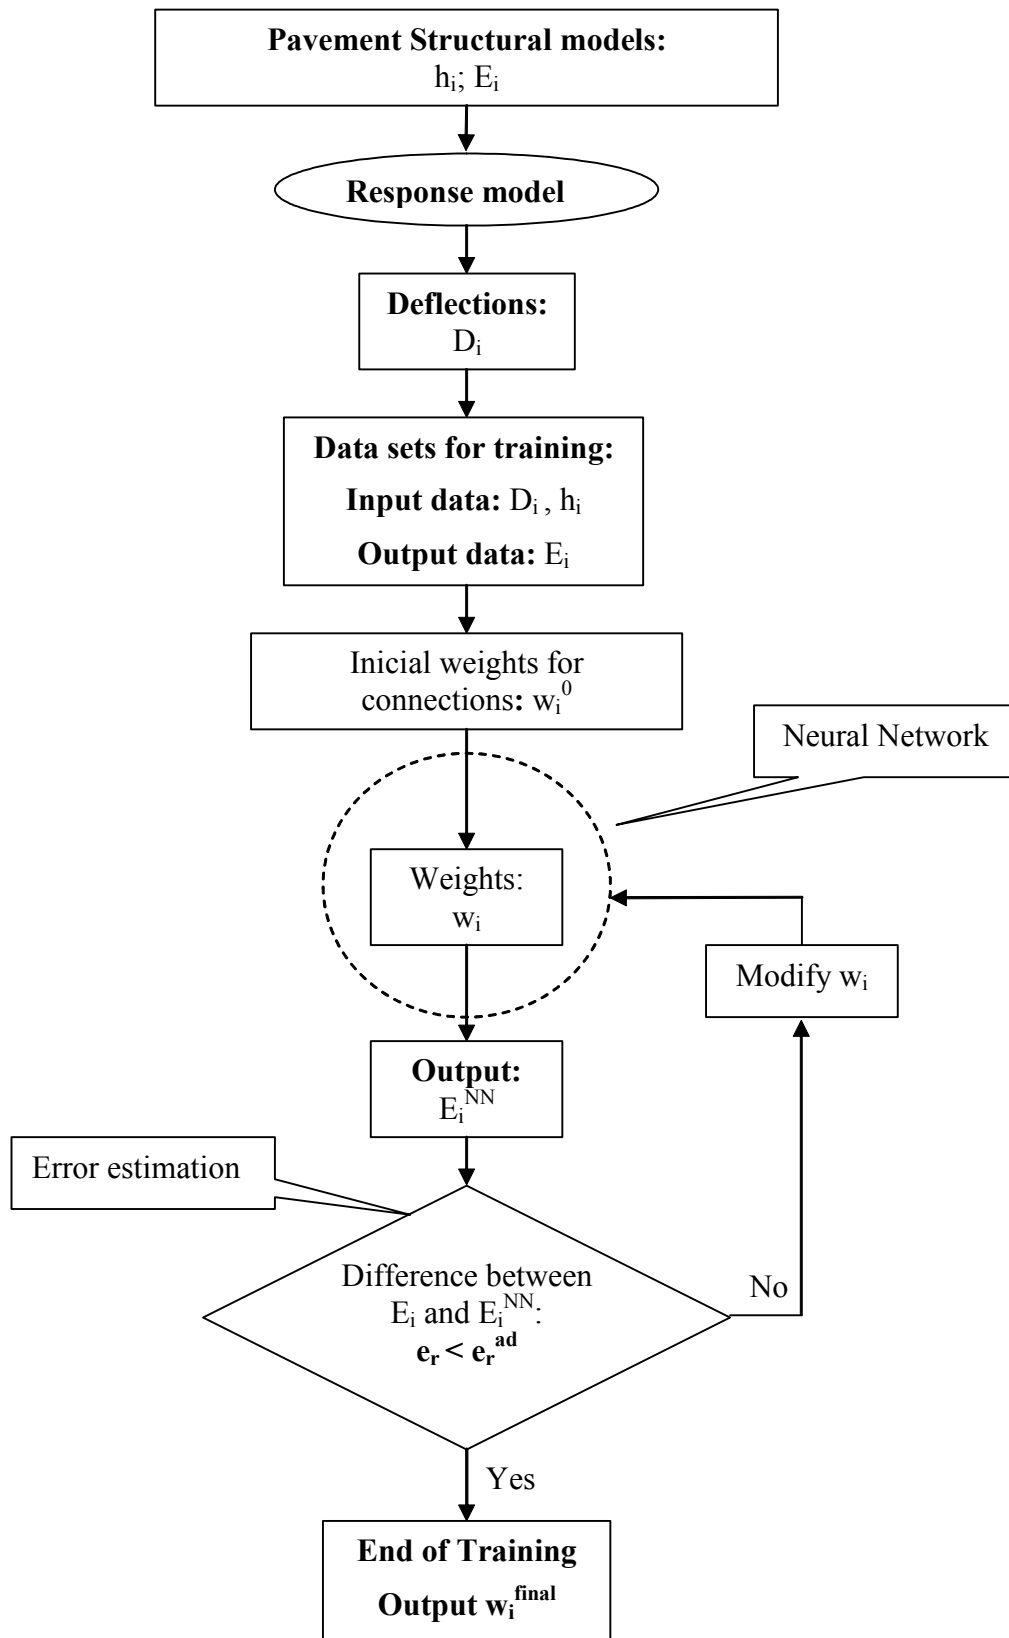 Pavement Structural models:
hᵢ; Eᵢ
Response model
Deflections:
Dᵢ
Data sets for training:
Input data: Dᵢ , hᵢ
Output data: Eᵢ
Inicial weights for
connections: wᵢ⁰
Neural Network
Weights:
wᵢ
Modify wᵢ
Output:
Eᵢᴺᴺ
Error estimation
Difference between
Eᵢ and Eᵢᴺᴺ:
eᵣ < eᵣᵃᵈ
No
Yes
End of Training
Output wᵢᶠⁱⁿᵃˡ